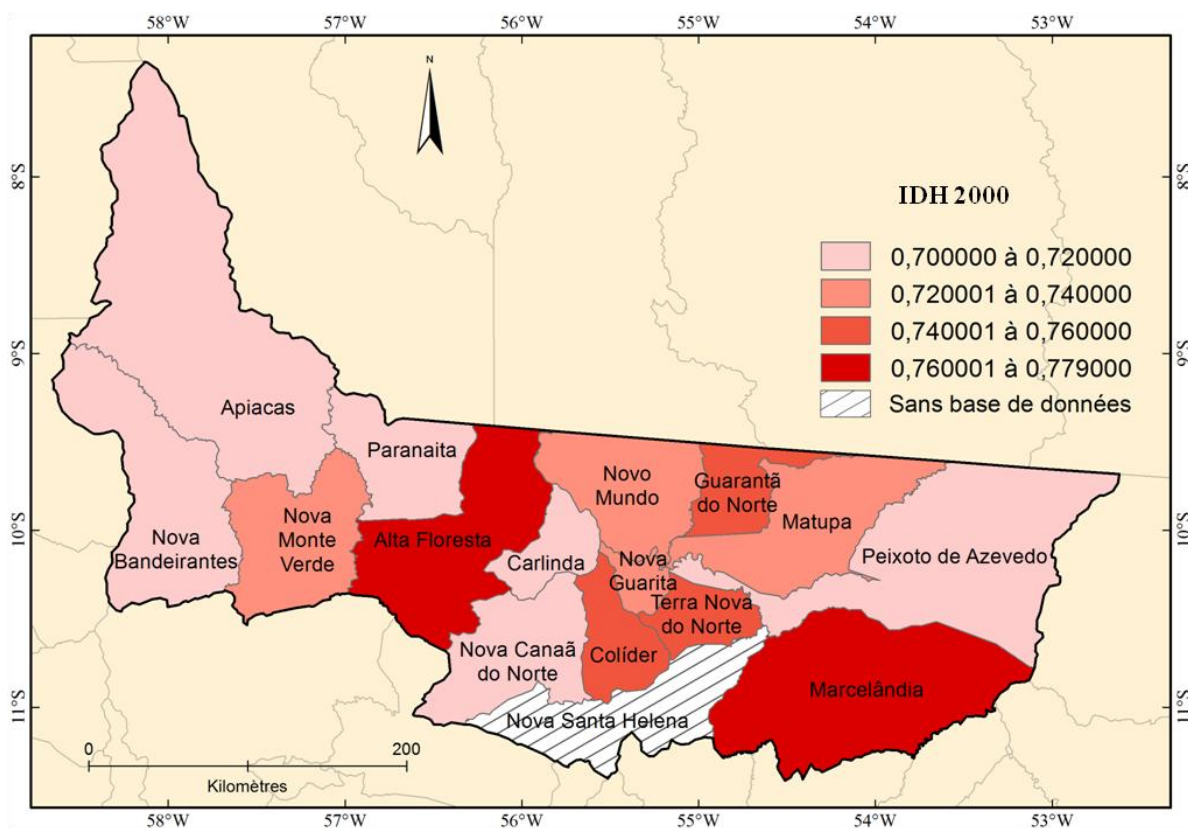 58°W 57°W 56°W 55°W 54°W 53°W
N
8°S
8°S
IDH 2000
0,700000 à 0,720000
0,720001 à 0,740000
0,740001 à 0,760000
0,760001 à 0,779000
Sans base de données
9°S
9°S
Apiacas
Paranaita
Novo
Mundo
Guarantã
do Norte
Matupa
Nova
Bandeirantes
Nova
Monte
Verde
Alta Floresta
Carlinda
Nova
Guarita
Peixoto de Azevedo
10°S
10°S
Terra Nova
do Norte
Nova Canaã
do Norte
Colíder
Marcelândia
Nova Santa Helena
11°S
11°S
0 200
Kilomètres
58°W 57°W 56°W 55°W 54°W 53°W